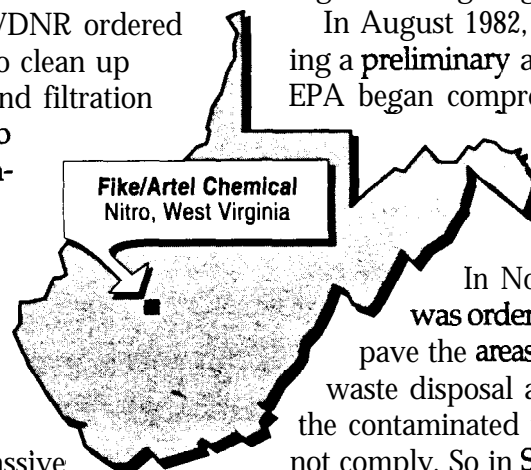 VDNR ordered
o clean up
nd filtration
o
Fike/Artel Chemical
Nitro, West Virginia
assive
In August 1982,
ing a preliminary a
EPA began compre
In No
was order
pave the areas
waste disposal a
the contaminated
not comply. So in S